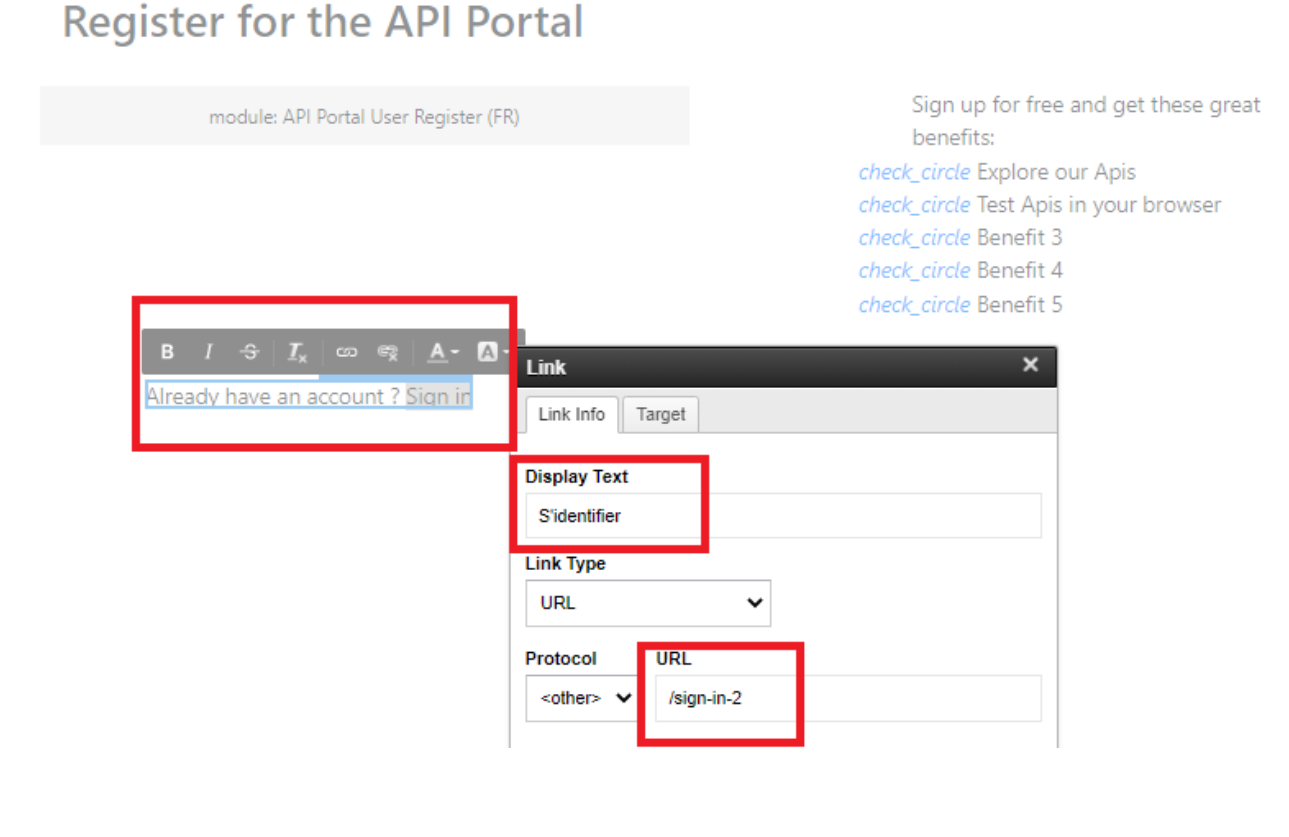 Register for the API Portal
module: API Portal User Register (FR)
Sign up for free and get these great
benefits:
check_circle Explore our Apis
check_circle Test Apis in your browser
check_circle Benefit 3
check_circle Benefit 4
check_circle Benefit 5
B I S Ix A A
Already have an account ? Sign in
Link
Link Info Target
Display Text
S'identifier
Link Type
URL
Protocol URL
<other> /sign-in-2